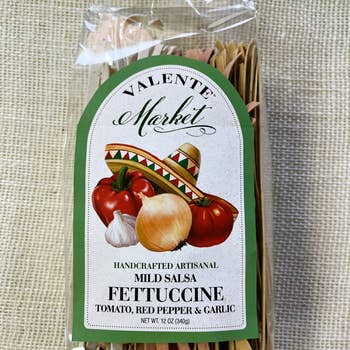 VALENTE
Market
HANDCRAFTED ARTISANAL
MILD SALSA
FETTUCCINE
TOMATO, RED PEPPER & GARLIC
NET WT. 12 OZ (340g)